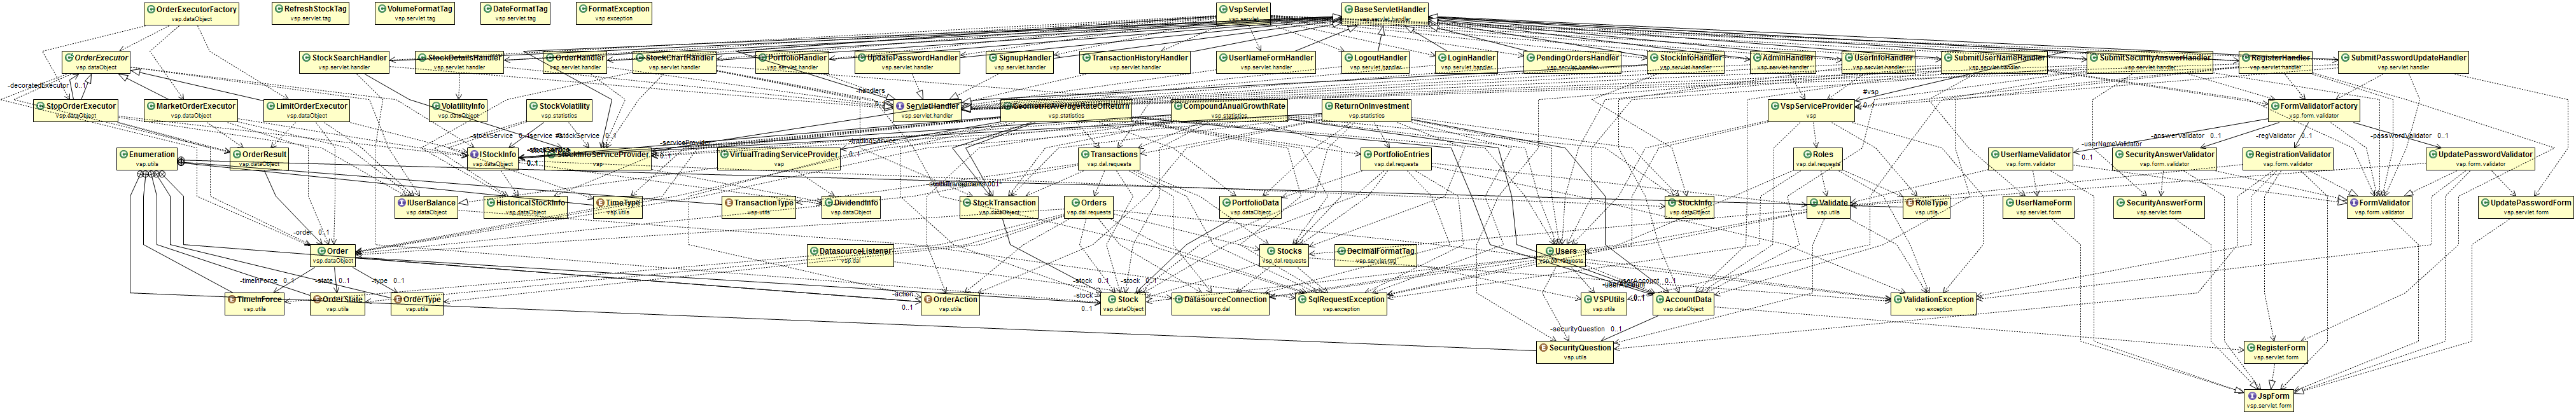 OrderExecutorFactory
vsp.dataObject
RefreshStockTag
vsp.servlet.tag
VolumeFormatTag
vsp.servlet.tag
DateFormatTag
vsp.servlet.tag
FormatException
vsp.exception
VspServlet
vsp.servlet
BaseServletHandler
vsp.servlet.handler
OrderExecutor
vsp.dataObject
StockSearchHandler
vsp.servlet.handler
StockDetailsHandler
vsp.servlet.handler
OrderHandler
vsp.servlet.handler
StockChartHandler
vsp.servlet.handler
PortfolioHandler
vsp.servlet.handler
UpdatePasswordHandler
vsp.servlet.handler
SignupHandler
vsp.servlet.handler
TransactionHistoryHandler
vsp.servlet.handler
UserNameFormHandler
vsp.servlet.handler
LogoutHandler
vsp.servlet.handler
LoginHandler
vsp.servlet.handler
PendingOrdersHandler
vsp.servlet.handler
StockInfoHandler
vsp.servlet.handler
AdminHandler
vsp.servlet.handler
UserInfoHandler
vsp.servlet.handler
SubmitUserNameHandler
vsp.servlet.handler
SubmitSecurityAnswerHandler
vsp.servlet.handler
RegisterHandler
vsp.servlet.handler
SubmitPasswordUpdateHandler
vsp.servlet.handler
-decoratedExecutor 0..1
-handlers
#vsp
0..1
StopOrderExecutor
vsp.dataObject
MarketOrderExecutor
vsp.dataObject
LimitOrderExecutor
vsp.dataObject
VolatilityInfo
vsp.dataObject
StockVolatility
vsp.statistics
ServletHandler
vsp.servlet.handler
GeometricAverageRateOfReturn
vsp.statistics
CompoundAnualGrowthRate
vsp.statistics
ReturnOnInvestment
vsp.statistics
VspServiceProvider
vsp
FormValidatorFactory
vsp.form.validator
-stockService
-stockService 0..1
-serviceProvider
-tradingService
0..1
-answerValidator 0..1
-regValidator 0..1
-passwordValidator 0..1
-userNameValidator
0..1
Enumeration
vsp.utils
OrderResult
vsp.dataObject
IStockInfo
vsp.dataObject
StockInfoServiceProvider
vsp
VirtualTradingServiceProvider
vsp
Transactions
vsp.dal.requests
PortfolioEntries
vsp.dal.requests
Roles
vsp.dal.requests
UserNameValidator
vsp.form.validator
SecurityAnswerValidator
vsp.form.validator
RegistrationValidator
vsp.form.validator
UpdatePasswordValidator
vsp.form.validator
IUserBalance
vsp.dataObject
HistoricalStockInfo
vsp.dataObject
TimeType
vsp.utils
TransactionType
vsp.utils
DividendInfo
vsp.dataObject
StockTransaction
vsp.dataObject
Orders
vsp.dal.requests
PortfolioData
vsp.dataObject
StockInfo
vsp.dataObject
Validate
vsp.utils
RoleType
vsp.utils
UserNameForm
vsp.servlet.form
SecurityAnswerForm
vsp.servlet.form
FormValidator
vsp.form.validator
UpdatePasswordForm
vsp.servlet.form
-order 0..1
Order
vsp.dataObject
DatasourceListener
vsp.dal
Stocks
vsp.dal.requests
DecimalFormatTag
vsp.servlet.tag
Users
vsp.dal.requests
-timeInForce 0..1
-state 0..1
-type 0..1
-action
0..1
-stock
0..1
-stock 0..1
-stock 0..1
TimeInForce
vsp.utils
OrderState
vsp.utils
OrderType
vsp.utils
OrderAction
vsp.utils
Stock
vsp.dataObject
DatasourceConnection
vsp.dal
SqlRequestException
vsp.exception
VSPUtils
vsp.utils
AccountData
vsp.dataObject
ValidationException
vsp.exception
-securityQuestion 0..1
SecurityQuestion
vsp.utils
RegisterForm
vsp.servlet.form
JspForm
vsp.servlet.form